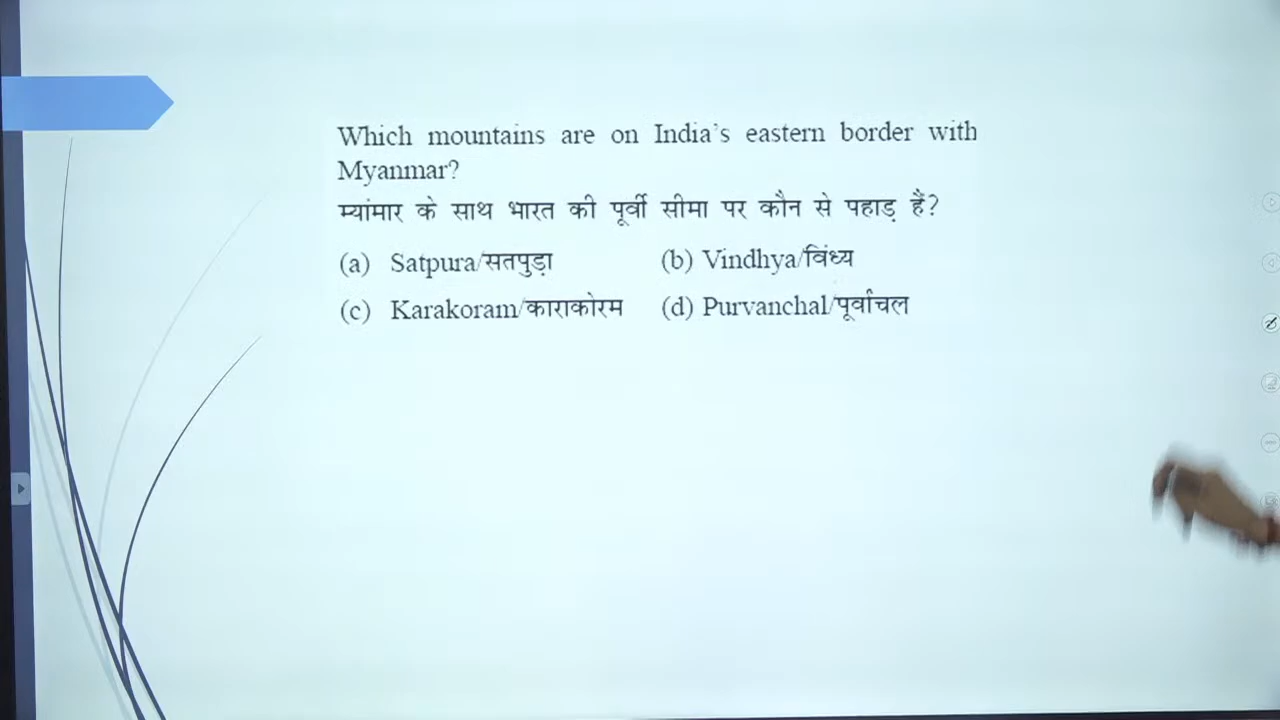 Which mountains are on India's eastern border with
Myanmar?
म्यांमार के साथ भारत की पूर्वी सीमा पर कौन से पहाड़ हैं?
(a) Satpura/सतपुड़ा (b) Vindhya/विंध्य
(c) Karakoram/काराकोरम (d) Purvanchal/पूर्वांचल